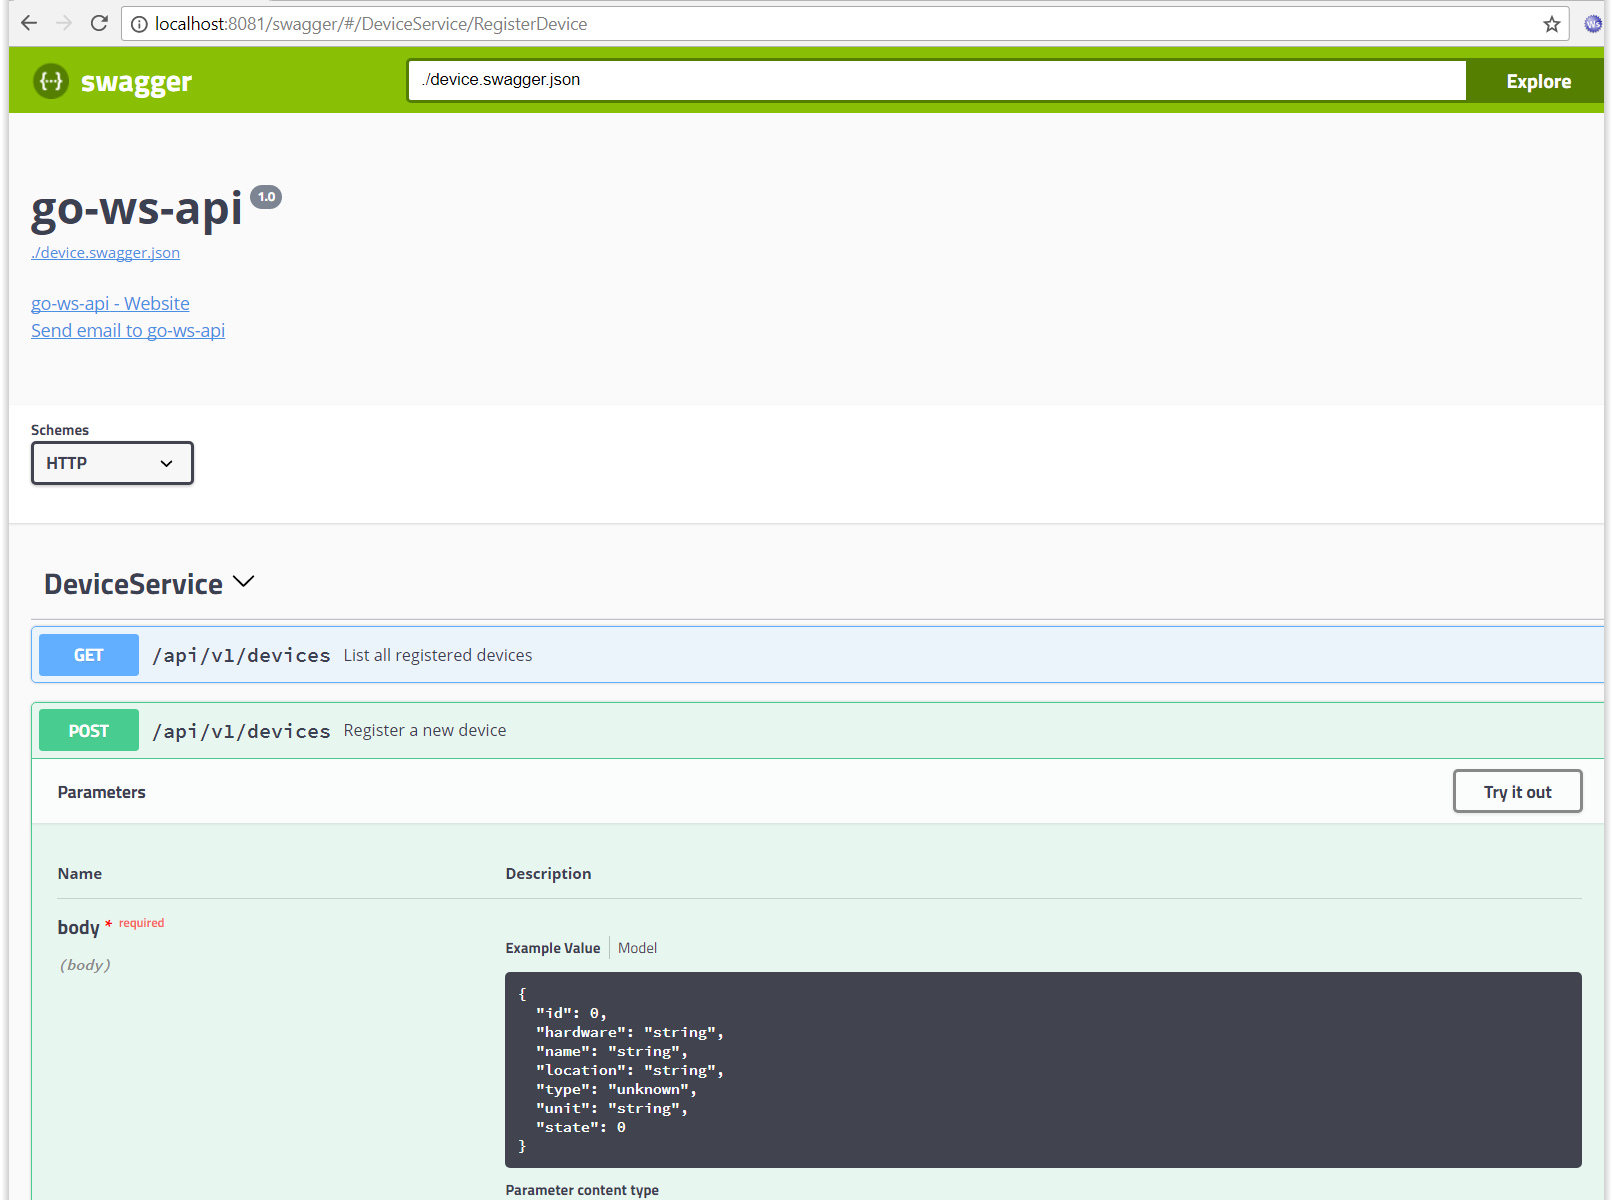 localhost:8081/swagger/#/DeviceService/RegisterDevice
Ws
{...} swagger
./device.swagger.json
Explore
go-ws-api 1.0
./device.swagger.json
go-ws-api - Website
Send email to go-ws-api
Schemes
HTTP
DeviceService
GET /api/v1/devices List all registered devices
POST /api/v1/devices Register a new device
Parameters
Try it out
Name Description
body * required
(body)
Example Value Model
{
  "id": 0,
  "hardware": "string",
  "name": "string",
  "location": "string",
  "type": "unknown",
  "unit": "string",
  "state": 0
}
Parameter content type